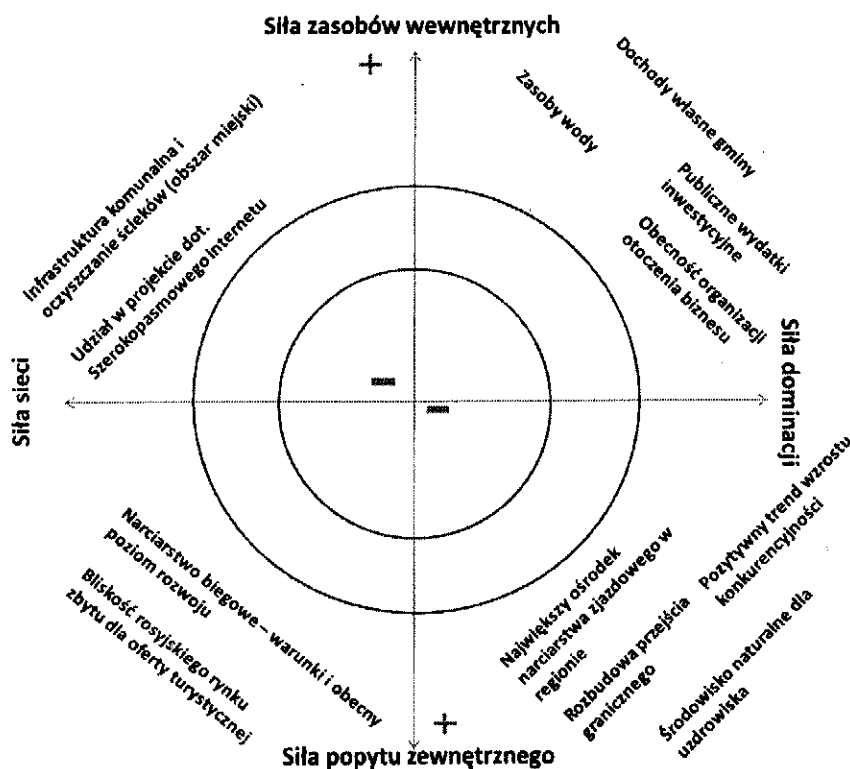 Siła zasobów wewnętrznych
+
Infrastruktura komunalna i
oczyszczanie ścieków (obszar miejski)
Udział w projekcie dot.
Szerokopasmowego internetu
Zasoby wody
Dochody własne gminy
Publiczne wydatki
inwestycyjne
Obecność organizacji
otoczenia biznesu
Siła sieci
-
-
Siła dominacji
Narciarstwo biegowe – warunki i obecny
poziom rozwoju
Bliskość rosyjskiego rynku
zbytu dla oferty turystycznej
Największy ośrodek
narciarstwa zjazdowego w
regionie
Rozbudowa przejścia
granicznego
Pozytywny trend wzrostu
konkurencyjności
Środowisko naturalne dla
uzdrowiska
+
Siła popytu zewnętrznego